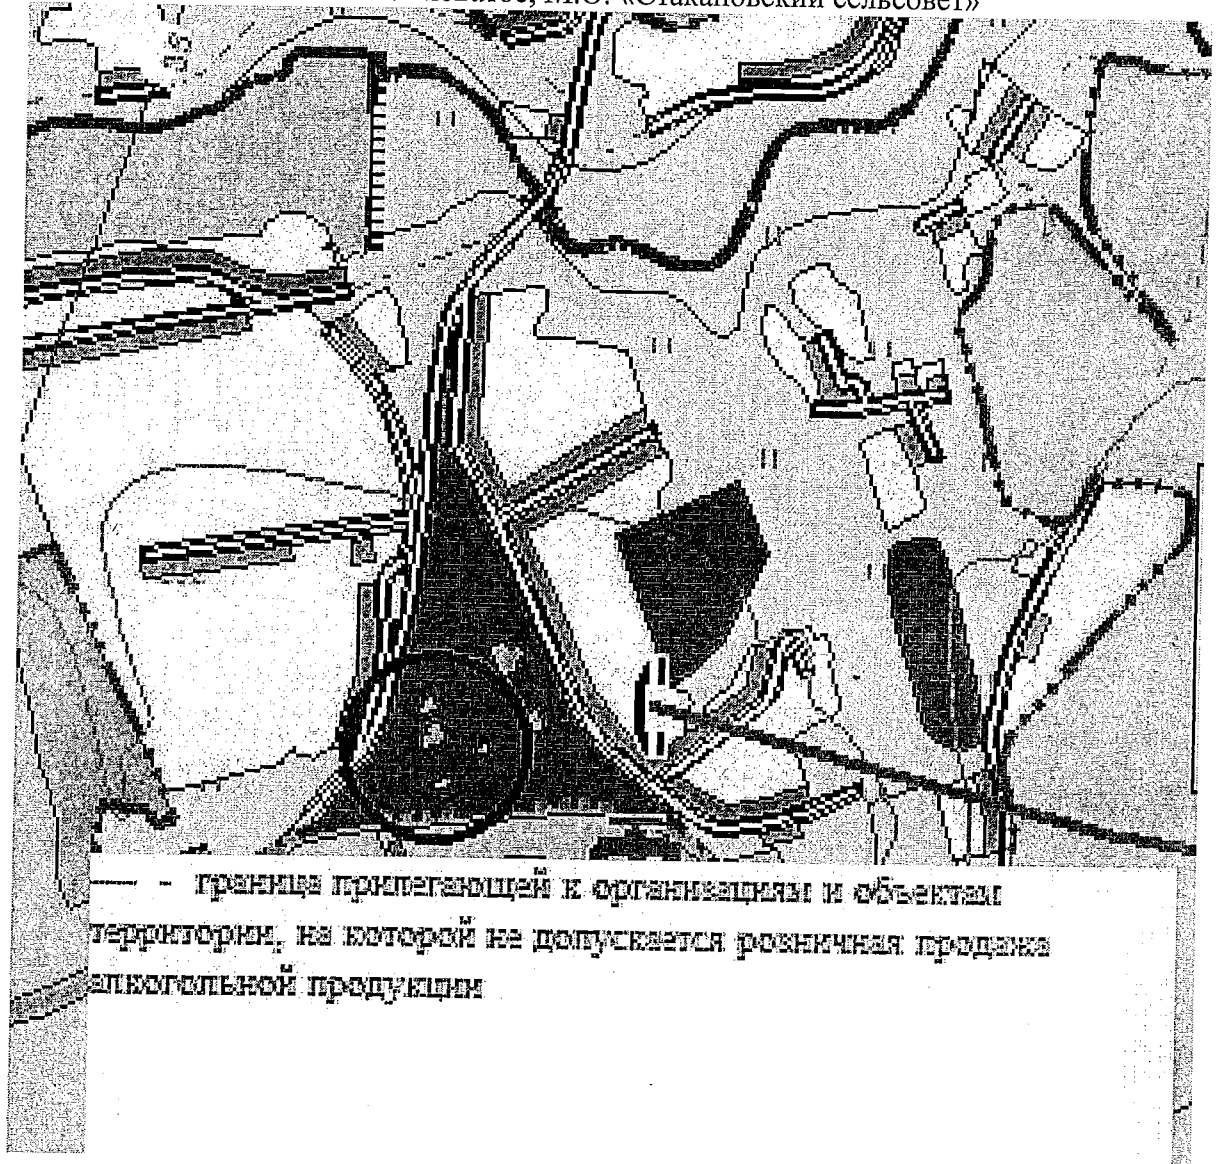 М.О. «Стакановский сельсовет»
— - граница прилегающей к организациям и объектам
территории, на которой не допускается розничная продажа
алкогольной продукции